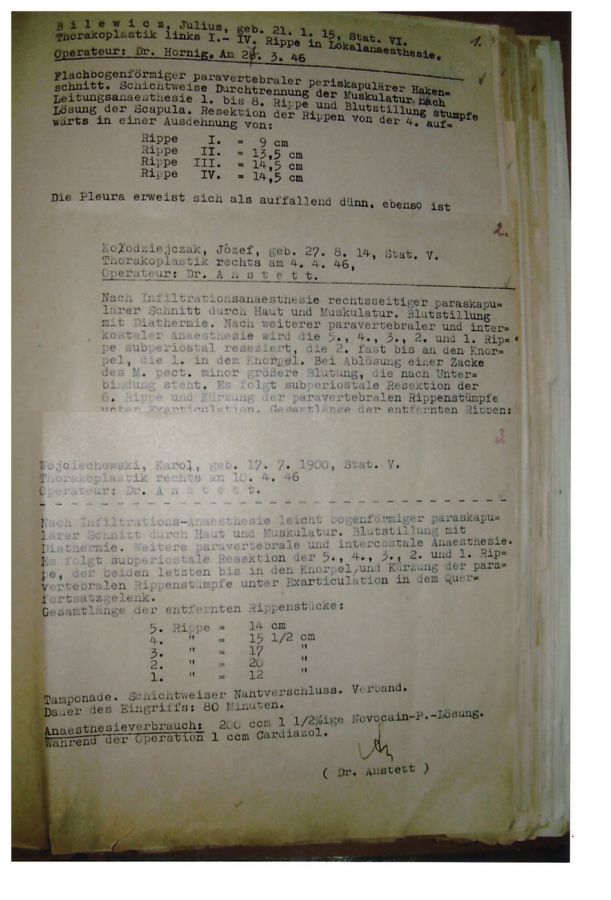 1.
B i l e w i c z, Julius, geb. 21. 1. 15, Stat. VI.
Thorakoplastik links I.- IV. Rippe in Lokalanaesthesie.
Operateur: Dr. Hornig. Am 3. 46
Flachbogenförmiger paravertebraler periskapulärer Haken=
schnitt. Schichtweise Durchtrennung der Muskulatur nach
Leitungsanaesthesie 1. bis 8. Rippe und Blutstillung stumpfe
Lösung der Scapula. Resektion der Rippen von der 4. auf=
wärts in einer Ausdehnung von:
Rippe I. = 9 cm
Rippe II. = 13,5 cm
Rippe III. = 14,5 cm
Rippe IV. = 14,5 cm
Die Pleura erweist sich als auffallend dünn. ebenso ist
2.
Kołodziejczak, Józef, geb. 27. 8. 14, Stat. V.
Thorakoplastik rechts am 4. 4. 46,
Operateur: Dr. A n s t e t t.
Nach Infiltrationsanaesthesie rechtsseitiger paraskapu=
lärer Schnitt durch Haut und Muskulatur. Blutstillung
mit Diathermie. Nach weiterer paravertebraler und inter=
kostaler Anaesthesie wird die 5., 4., 3., 2. und 1. Rip=
pe subperiostal reseziert, die 2. fast bis an den Knor=
pel, die 1. in dem Knorpel. Bei Ablösung einer Zacke
des M. pect. minor größere Blutung, die nach Unter=
bindung steht. Es folgt subperiostale Resektion der
6. Rippe und Kürzung der paravertebralen Rippenstümpfe
unter Exarticulation. Gesamtlänge der entfernten Rippen:
3
Wojciechowski, Karol, geb. 17. 7. 1900, Stat. V.
Thorakoplastik rechts am 10. 4. 46
Operateur: Dr. A n s t e t t.
Nach Infiltrations-Anaesthesie leicht bogenförmiger paraskapu=
lärer Schnitt durch Haut und Muskulatur. Blutstillung mit
Diathermie. Weitere paravertebrale und intercostale Anaesthesie.
Es folgt subperiostale Resektion der 5., 4., 3., 2. und 1. Rip=
pe, der beiden letzten bis in den Knorpel, und Kürzung der para=
vertebralen Rippenstümpfe unter Exarticulation in dem Quer=
fortsatzgelenk.
Gesamtlänge der entfernten Rippenstücke:
5. Rippe = 14 cm
4. " = 15 1/2 cm
3. " = 17 "
2. " = 20 "
1. " = 12 "
Tamponade. Schichtweiser Nantverschluss. Verband.
Dauer des Eingriffs: 80 Minuten.
Anaesthesieverbrauch: 200 ccm 1 1/2%ige Novocain-P.-Lösung.
Während der Operation 1 ccm Cardiazol.
( Dr. Anstett )